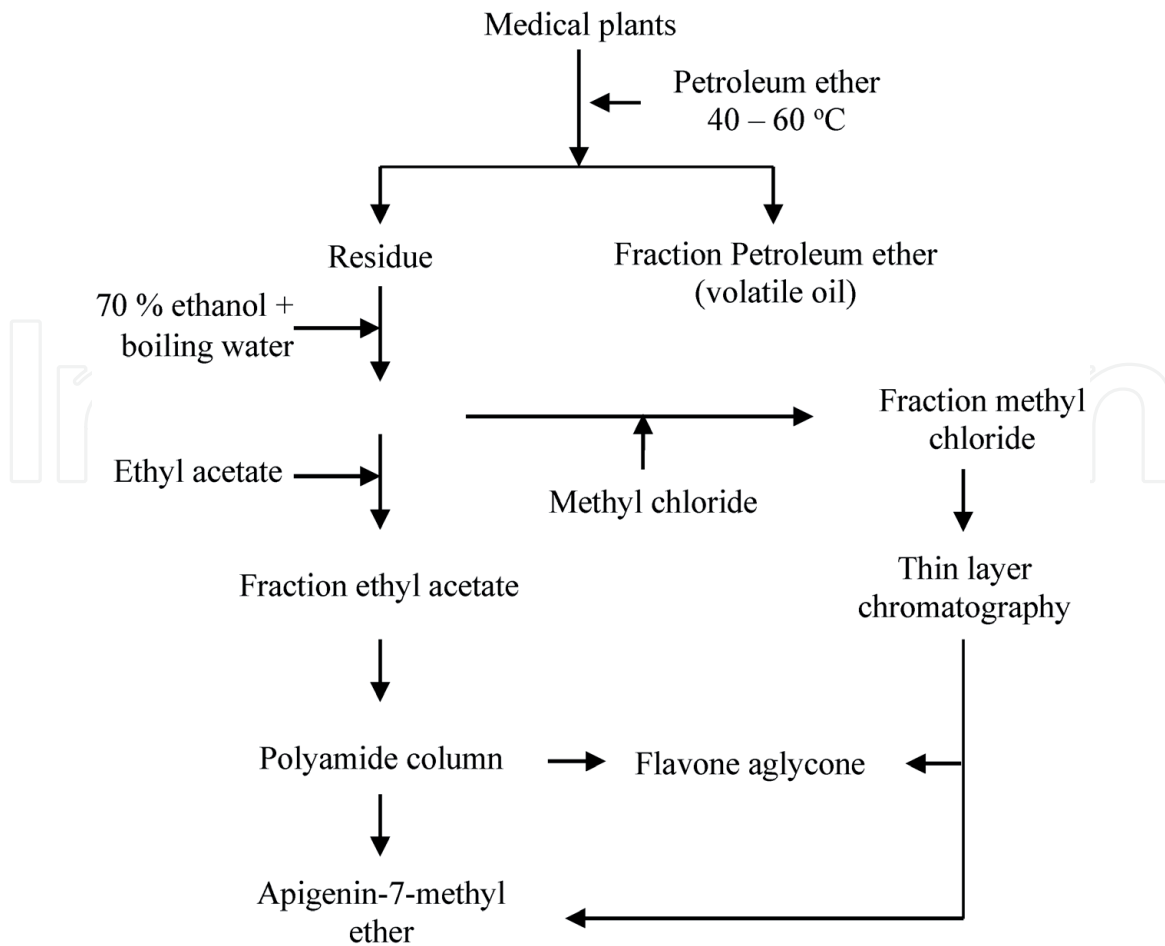 Medical plants
Petroleum ether
40 – 60 °C
Residue
Fraction Petroleum ether
(volatile oil)
70 % ethanol +
boiling water
Fraction methyl
chloride
Ethyl acetate
Methyl chloride
Fraction ethyl acetate
Thin layer
chromatography
Polyamide column
Flavone aglycone
Apigenin-7-methyl
ether